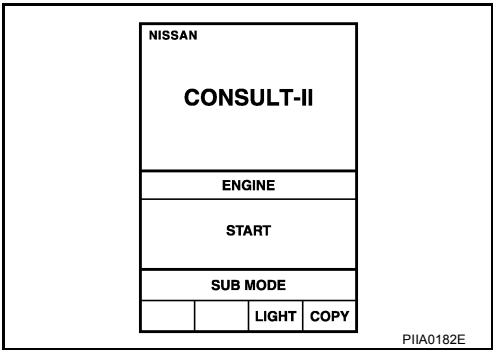 NISSAN
CONSULT-II
ENGINE
START
SUB MODE
LIGHT COPY
PIIA0182E